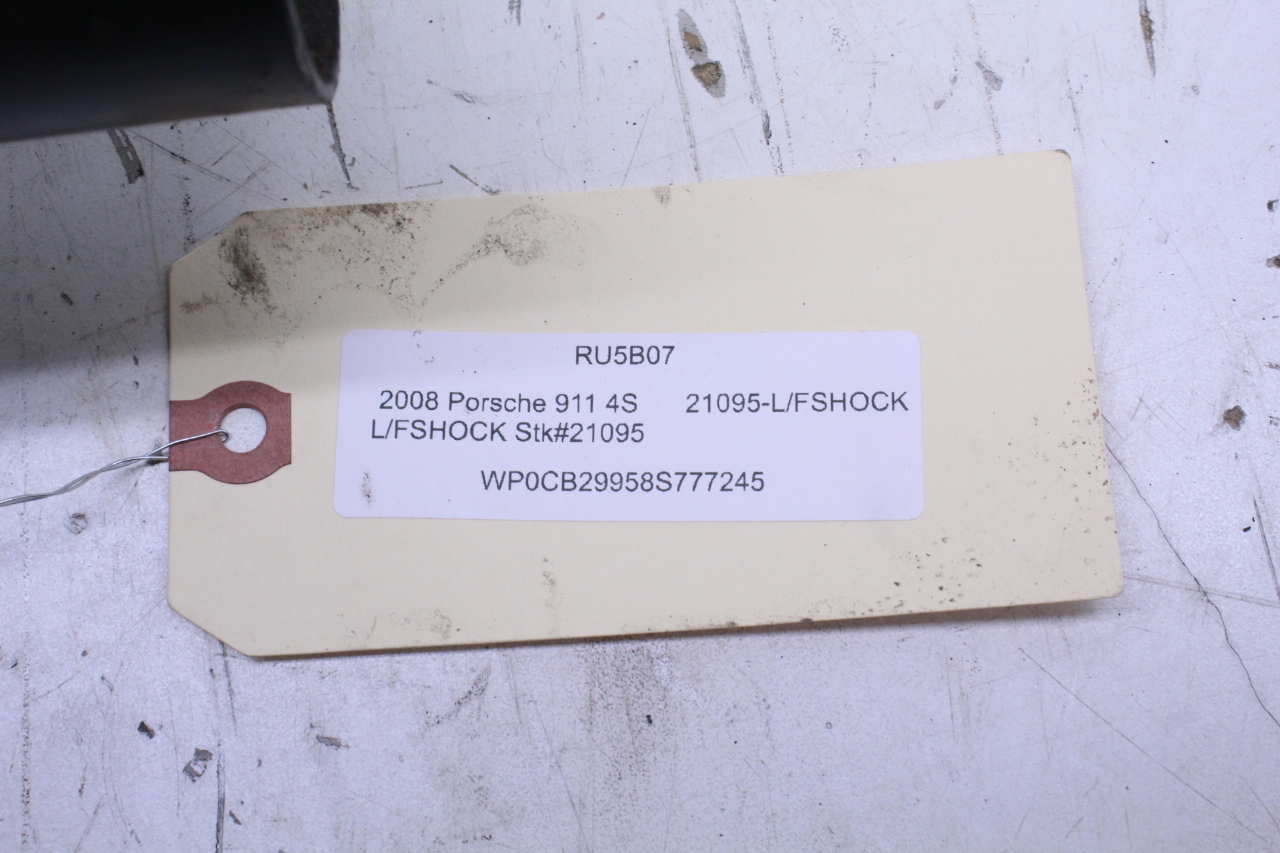 RU5B07
2008 Porsche 911 4S 21095-L/FSHOCK
L/FSHOCK Stk#21095
WP0CB29958S777245